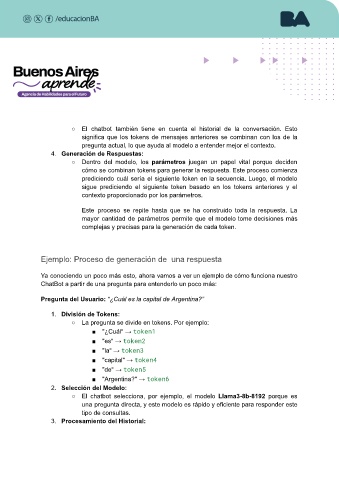 /educacionBA
BA
Buenos Aires
aprende
Agencia de Habilidades para el Futuro
○ El chatbot también tiene en cuenta el historial de la conversación. Esto
significa que los tokens de mensajes anteriores se combinan con los de la
pregunta actual, lo que ayuda al modelo a entender mejor el contexto.
4. Generación de Respuestas:
○ Dentro del modelo, los parámetros juegan un papel vital porque deciden
cómo se combinan tokens para generar la respuesta. Este proceso comienza
prediciendo cuál sería el siguiente token en la secuencia. Luego, el modelo
sigue prediciendo el siguiente token basado en los tokens anteriores y el
contexto proporcionado por los parámetros.
Este proceso se repite hasta que se ha construido toda la respuesta. La
mayor cantidad de parámetros permite que el modelo tome decisiones más
complejas y precisas para la generación de cada token.
Ejemplo: Proceso de generación de una respuesta
Ya conociendo un poco más esto, ahora vamos a ver un ejemplo de cómo funciona nuestro
ChatBot a partir de una pregunta para entenderlo un poco más:
Pregunta del Usuario: "¿Cuál es la capital de Argentina?"
1. División de Tokens:
○ La pregunta se divide en tokens. Por ejemplo:
■ "¿Cuál" → token1
■ "es" → token2
■ "la" → token3
■ "capital" → token4
■ "de" → token5
■ "Argentina?" → token6
2. Selección del Modelo:
○ El chatbot selecciona, por ejemplo, el modelo Llama3-8b-8192 porque es
una pregunta directa, y este modelo es rápido y eficiente para responder este
tipo de consultas.
3. Procesamiento del Historial: